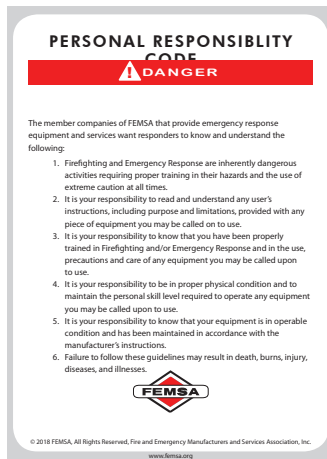 PERSONAL RESPONSIBLITY
CODE
DANGER
The member companies of FEMSA that provide emergency response
equipment and services want responders to know and understand the
following:
1. Firefighting and Emergency Response are inherently dangerous
activities requiring proper training in their hazards and the use of
extreme caution at all times.
2. It is your responsibility to read and understand any user's
instructions, including purpose and limitations, provided with any
piece of equipment you may be called on to use.
3. It is your responsibility to know that you have been properly
trained in Firefighting and/or Emergency Response and in the use,
precautions and care of any equipment you may be called upon
to use.
4. It is your responsibility to be in proper physical condition and to
maintain the personal skill level required to operate any equipment
you may be called upon to use.
5. It is your responsibility to know that your equipment is in operable
condition and has been maintained in accordance with the
manufacturer's instructions.
6. Failure to follow these guidelines may result in death, burns, injury,
diseases, and illnesses.
FEMSA
© 2018 FEMSA, All Rights Reserved, Fire and Emergency Manufacturers and Services Association, Inc.
www.femsa.org